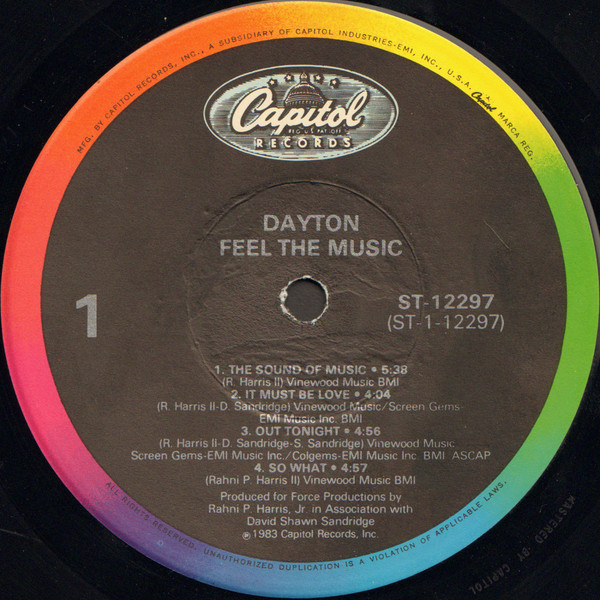 MFG. BY CAPITOL RECORDS, INC., A SUBSIDIARY OF CAPITOL INDUSTRIES-EMI, INC., U.S.A.
Capitol MARCA REG.
Capitol
REG. U.S. PAT. OFF.
RECORDS
DAYTON
FEEL THE MUSIC
1
ST-12297
(ST-1-12297)
1. THE SOUND OF MUSIC • 5:38
(R. Harris II) Vinewood Music BMI
2. IT MUST BE LOVE • 4:04
(R. Harris II-D. Sandridge) Vinewood Music/Screen Gems
EMI Music Inc. BMI
3. OUT TONIGHT • 4:56
(R. Harris II-D. Sandridge-S. Sandridge) Vinewood Music
Screen Gems-EMI Music Inc./Colgems-EMI Music Inc. BMI ASCAP
4. SO WHAT • 4:57
(Rahni P. Harris II) Vinewood Music BMI
Produced for Force Productions by
Rahni P. Harris, Jr. in Association with
David Shawn Sandridge
℗1983 Capitol Records, Inc.
ALL RIGHTS RESERVED. UNAUTHORIZED DUPLICATION IS A VIOLATION OF APPLICABLE LAWS.
MASTERED BY CAPITOL